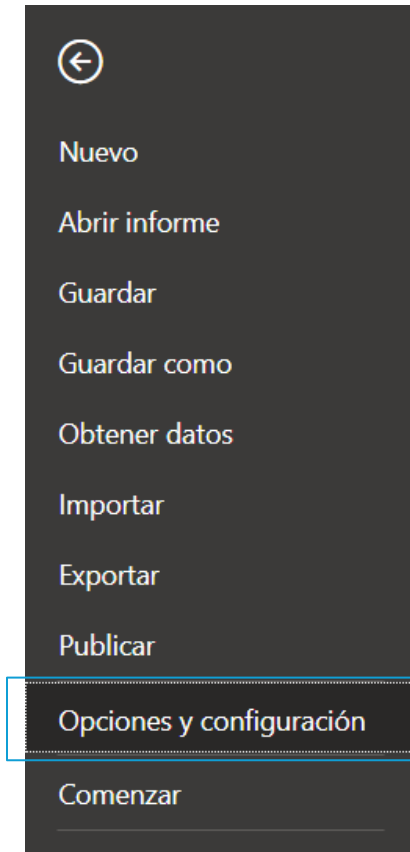 Nuevo
Abrir informe
Guardar
Guardar como
Obtener datos
Importar
Exportar
Publicar
Opciones y configuración
Comenzar